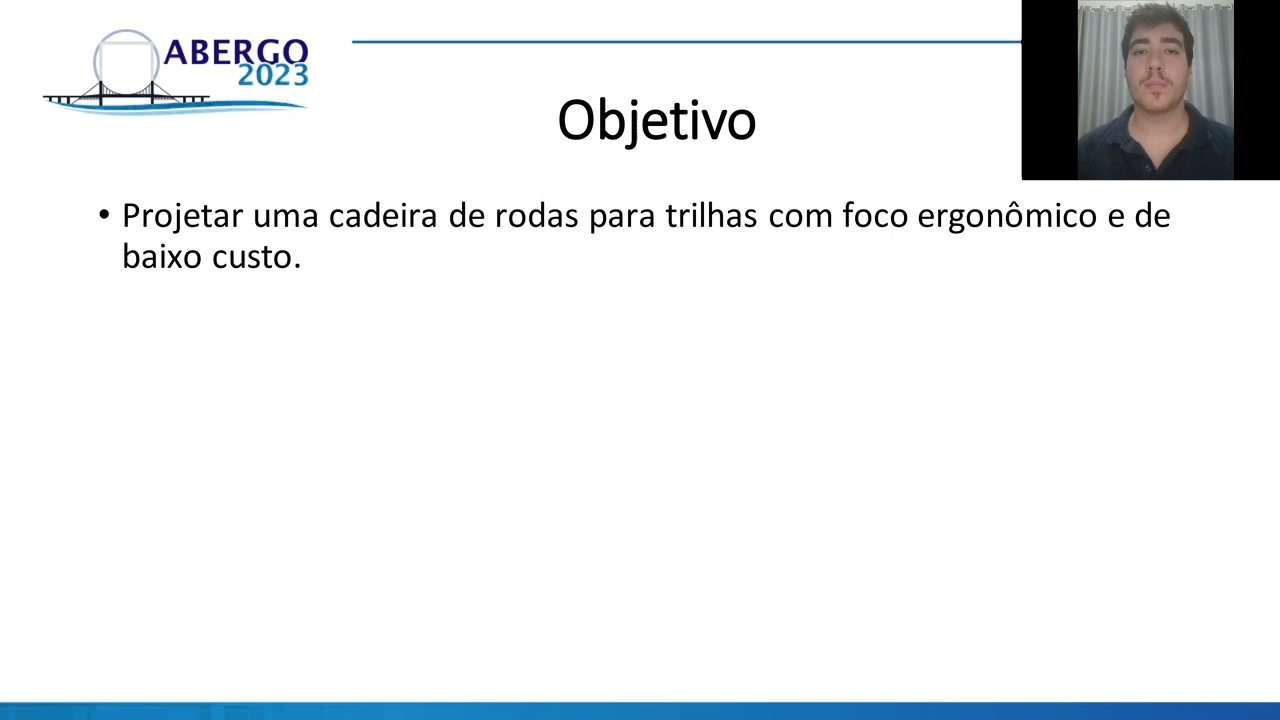 ABERGO
2023
Objetivo
• Projetar uma cadeira de rodas para trilhas com foco ergonômico e de
baixo custo.